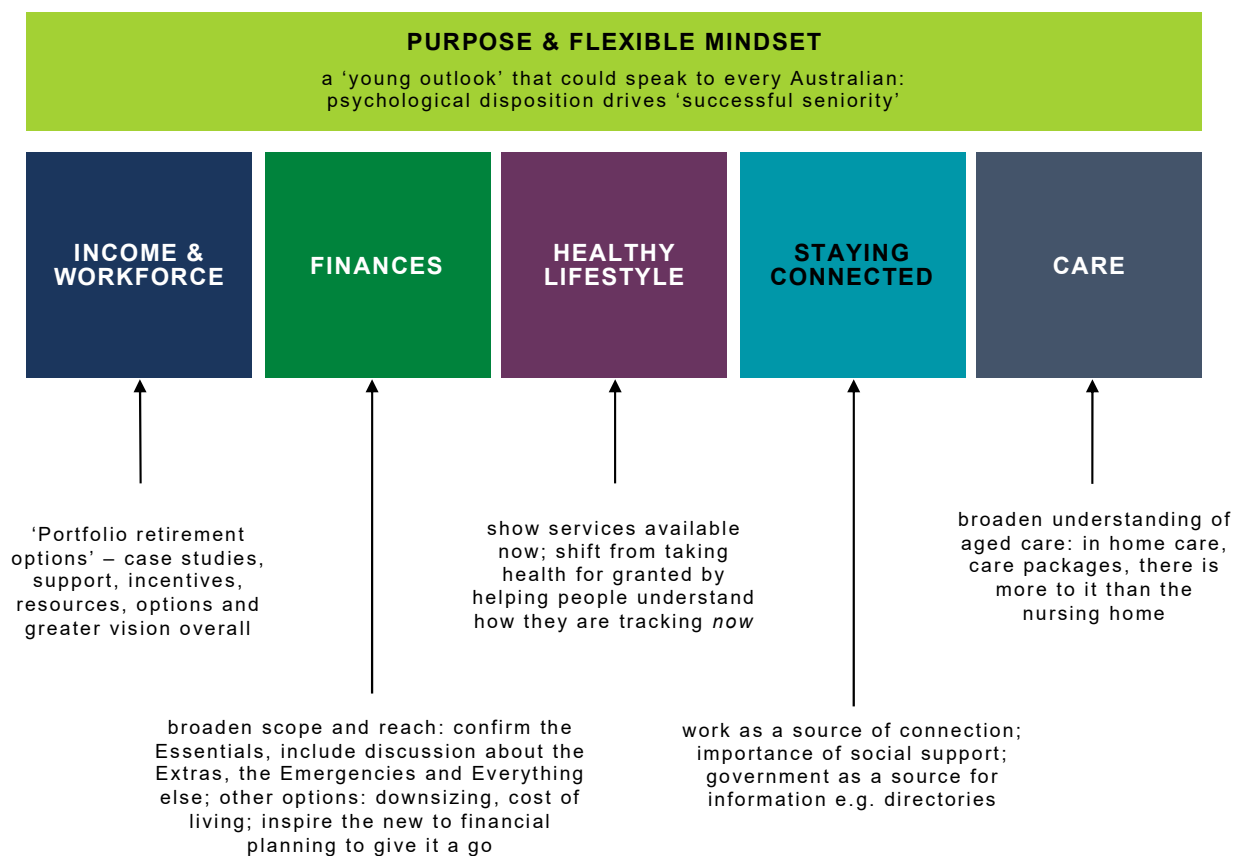 PURPOSE & FLEXIBLE MINDSET
a ‘young outlook’ that could speak to every Australian:
psychological disposition drives ‘successful seniority’
INCOME &
WORKFORCE
FINANCES
HEALTHY
LIFESTYLE
STAYING
CONNECTED
CARE
‘Portfolio retirement
options’ – case studies,
support, incentives,
resources, options and
greater vision overall
show services available
now; shift from taking
health for granted by
helping people understand
how they are tracking now
broaden understanding of
aged care: in home care,
care packages, there is
more to it than the
nursing home
broaden scope and reach: confirm the
Essentials, include discussion about the
Extras, the Emergencies and Everything
else; other options: downsizing, cost of
living; inspire the new to financial
planning to give it a go
work as a source of connection;
importance of social support;
government as a source for
information e.g. directories